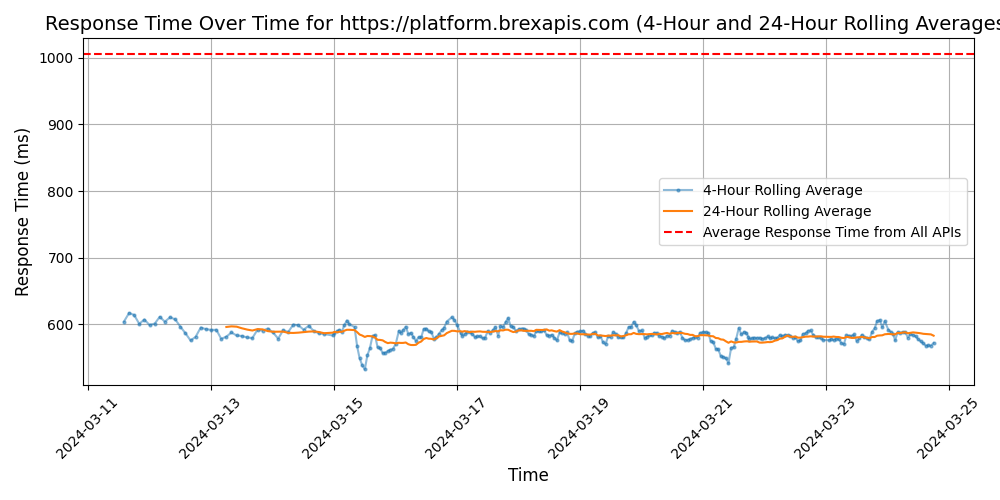 Response Time Over Time for https://platform.brexapis.com (4-Hour and 24-Hour Rolling Averages
Response Time (ms)
1000
900
800
700
600
4-Hour Rolling Average
24-Hour Rolling Average
Average Response Time from All APIs
2024-03-11
2024-03-13
2024-03-15
2024-03-17
2024-03-19
2024-03-21
2024-03-23
2024-03-25
Time